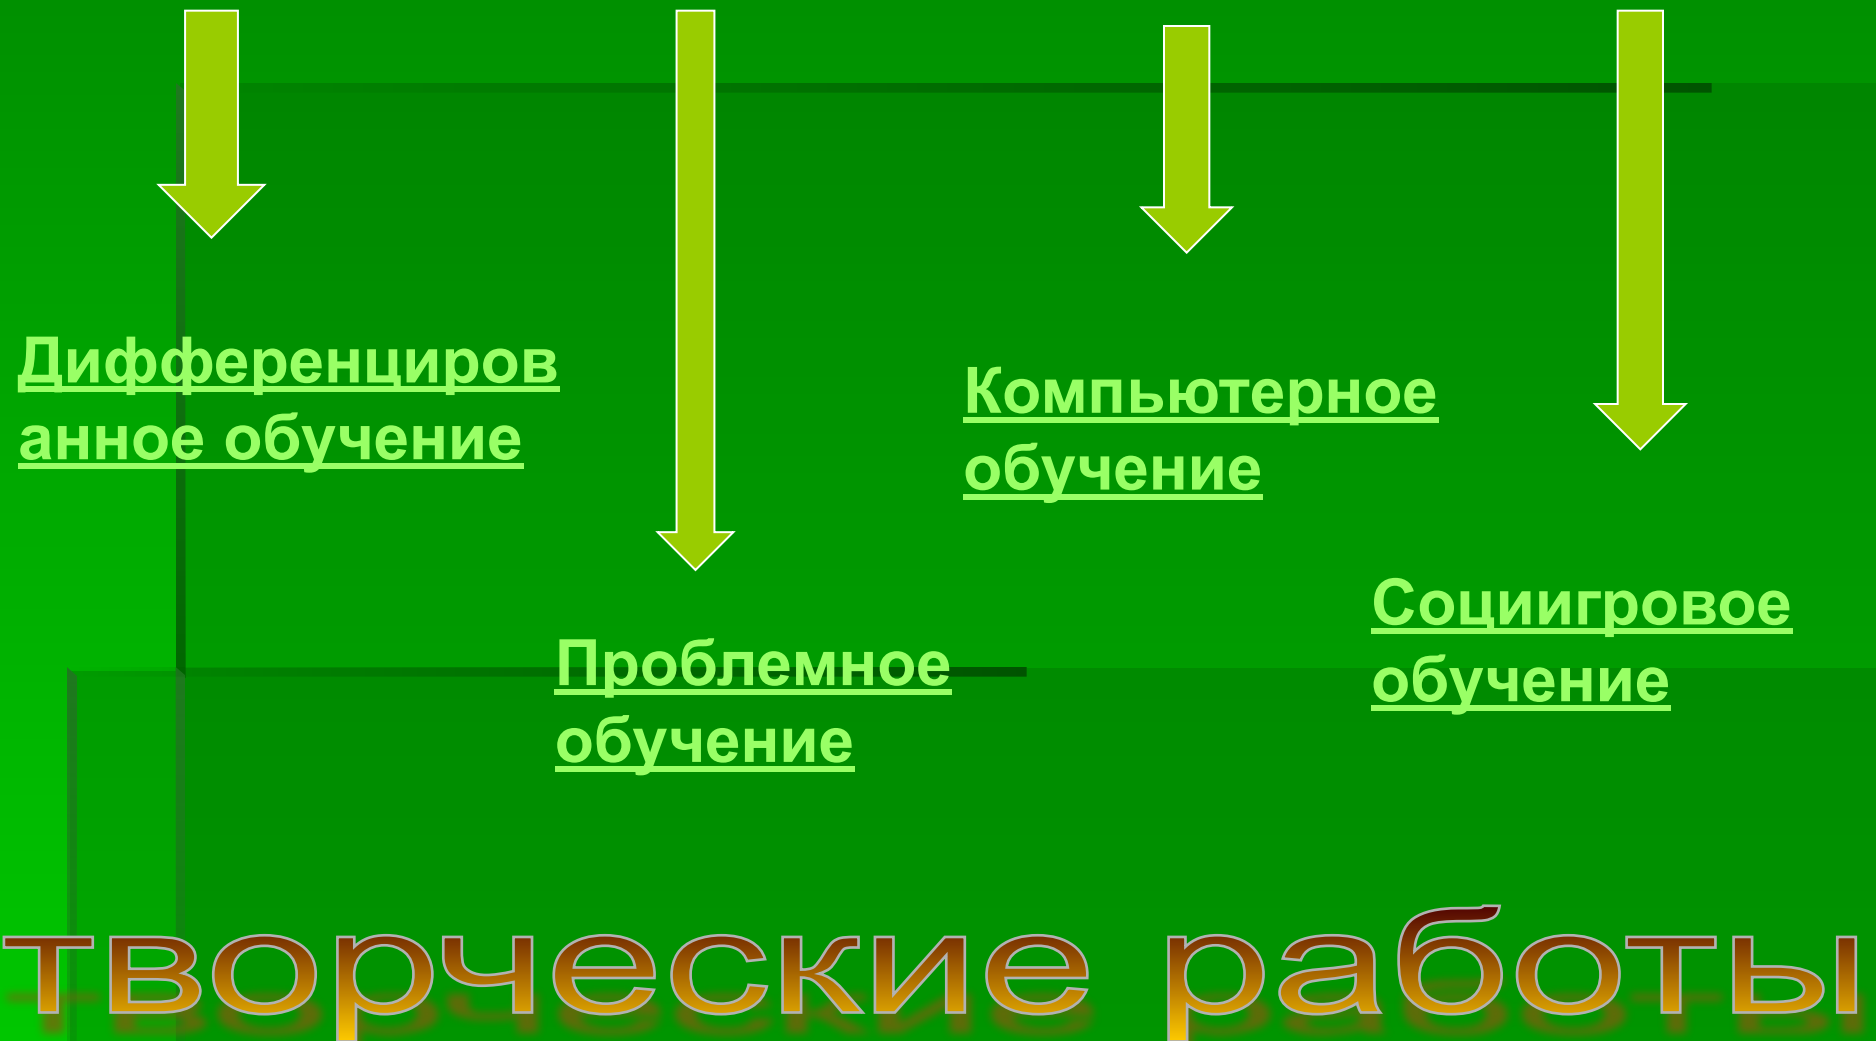 Дифференциров
анное обучение
Компьютерное
обучение
Проблемное
обучение
Социигровое
обучение
творческие работы